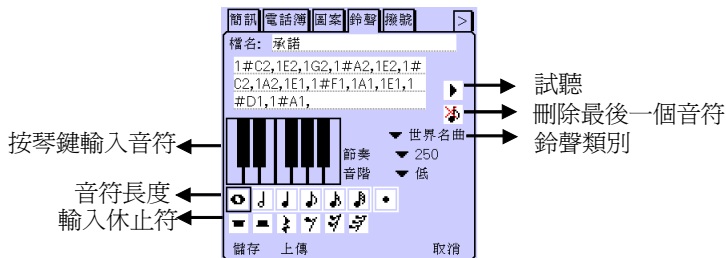 簡訊 電話簿 圖案 鈴聲 撥號 >
檔名: 承諾
1#C2,1E2,1G2,1#A2,1E2,1#
C2,1A2,1E1,1#F1,1A1,1E1,1
#D1,1#A1,
試聽
刪除最後一個音符
世界名曲
鈴聲類別
按琴鍵輸入音符
節奏 250
音階 低
音符長度
輸入休止符
儲存 上傳 取消